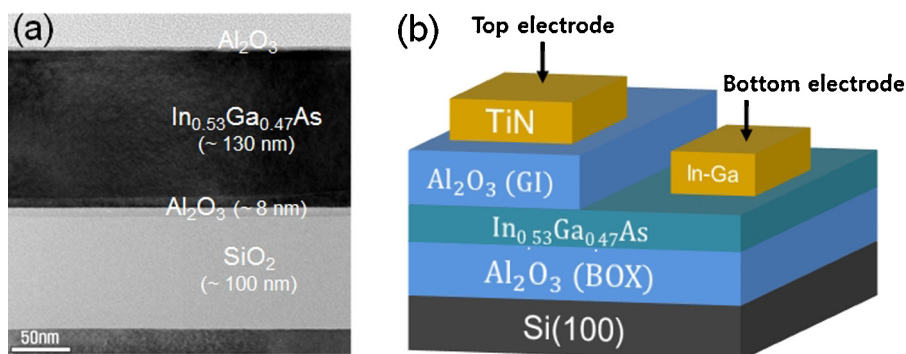 (a)
Al₂O₃
In₀.₅₃Ga₀.₄₇As
(~ 130 nm)
Al₂O₃ (~ 8 nm)
SiO₂
(~ 100 nm)
50nm
(b)
Top electrode
Bottom electrode
TiN
In-Ga
Al₂O₃ (GI)
In₀.₅₃Ga₀.₄₇As
Al₂O₃ (BOX)
Si(100)